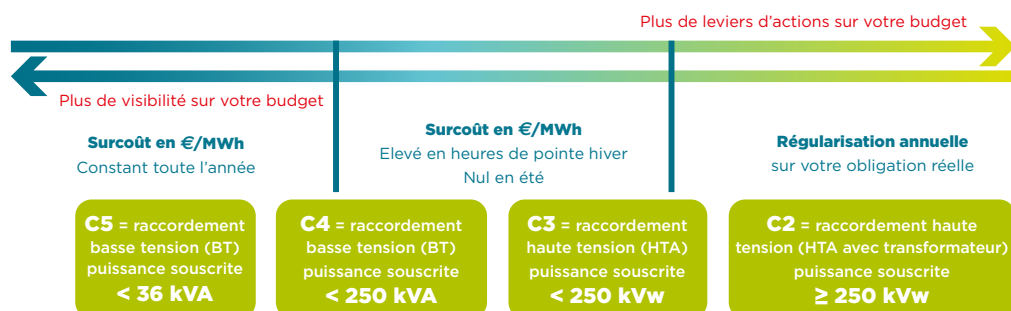 Plus de leviers d'actions sur votre budget
Plus de visibilité sur votre budget
Surcoût en €/MWh
Constant toute l'année
Surcoût en €/MWh
Elevé en heures de pointe hiver
Nul en été
Régularisation annuelle
sur votre obligation réelle
C5 = raccordement
basse tension (BT)
puissance souscrite
< 36 kVA
C4 = raccordement
basse tension (BT)
puissance souscrite
< 250 kVA
C3 = raccordement
haute tension (HTA)
puissance souscrite
< 250 kVw
C2 = raccordement haute
tension (HTA avec transformateur)
puissance souscrite
≥ 250 kVw